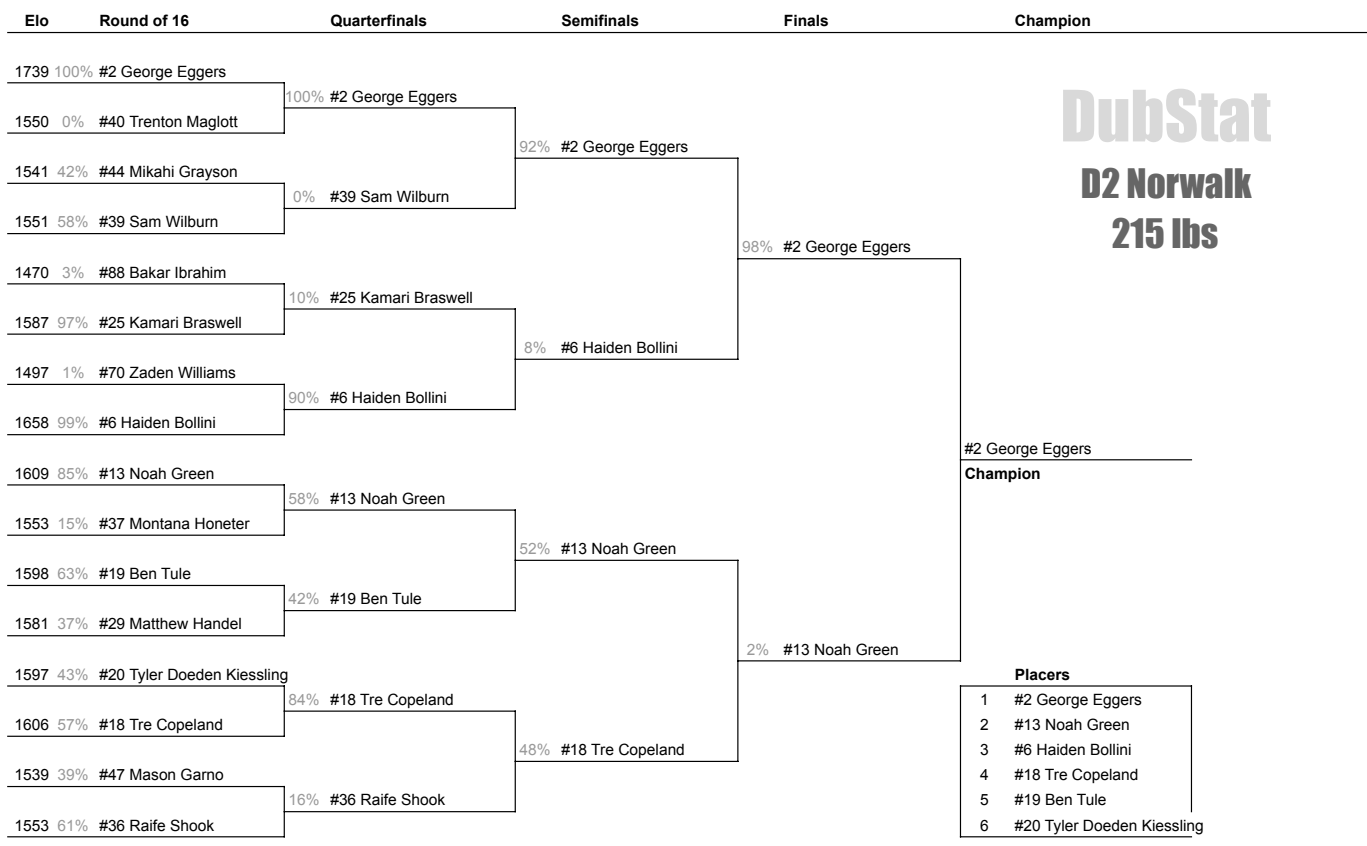 Elo Round of 16 Quarterfinals Semifinals Finals Champion
1739 100% #2 George Eggers
100% #2 George Eggers
DubStat
1550 0% #40 Trenton Maglott
92% #2 George Eggers
1541 42% #44 Mikahi Grayson
D2 Norwalk
0% #39 Sam Wilburn
1551 58% #39 Sam Wilburn
215 lbs
98% #2 George Eggers
1470 3% #88 Bakar Ibrahim
10% #25 Kamari Braswell
1587 97% #25 Kamari Braswell
8% #6 Haiden Bollini
1497 1% #70 Zaden Williams
90% #6 Haiden Bollini
1658 99% #6 Haiden Bollini
#2 George Eggers
1609 85% #13 Noah Green
Champion
58% #13 Noah Green
1553 15% #37 Montana Honeter
52% #13 Noah Green
1598 63% #19 Ben Tule
42% #19 Ben Tule
1581 37% #29 Matthew Handel
2% #13 Noah Green
1597 43% #20 Tyler Doeden Kiessling
Placers
84% #18 Tre Copeland
1 #2 George Eggers
1606 57% #18 Tre Copeland
2 #13 Noah Green
48% #18 Tre Copeland
3 #6 Haiden Bollini
1539 39% #47 Mason Garno
4 #18 Tre Copeland
16% #36 Raife Shook
5 #19 Ben Tule
1553 61% #36 Raife Shook
6 #20 Tyler Doeden Kiessling